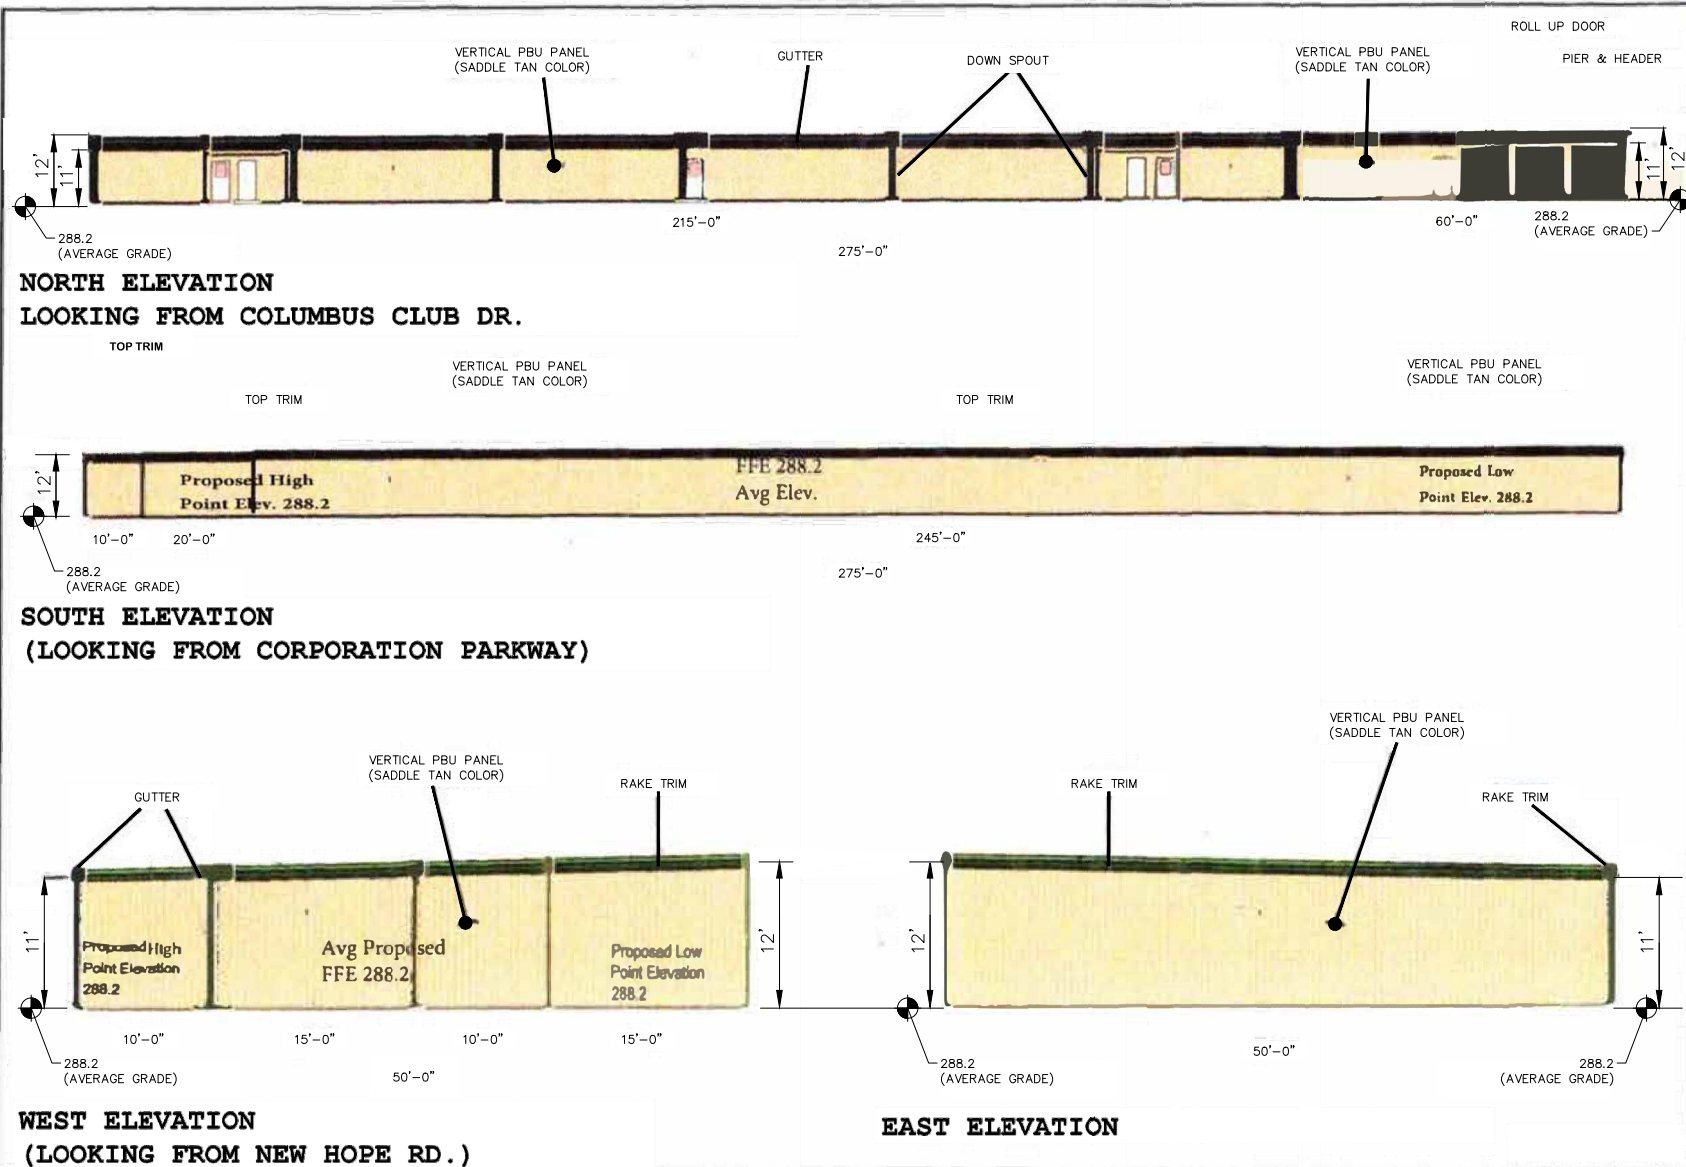 ROLL UP DOOR
VERTICAL PBU PANEL
(SADDLE TAN COLOR)
GUTTER
DOWN SPOUT
VERTICAL PBU PANEL
(SADDLE TAN COLOR)
PIER & HEADER
12'
11'
11'
12'
215'-0"
60'-0"
288.2
(AVERAGE GRADE)
288.2
(AVERAGE GRADE)
275'-0"
NORTH ELEVATION
LOOKING FROM COLUMBUS CLUB DR.
TOP TRIM
VERTICAL PBU PANEL
(SADDLE TAN COLOR)
VERTICAL PBU PANEL
(SADDLE TAN COLOR)
TOP TRIM
TOP TRIM
12'
Proposed High
Point Elev. 288.2
FFE 288.2
Avg Elev.
Proposed Low
Point Elev. 288.2
10'-0"
20'-0"
245'-0"
288.2
(AVERAGE GRADE)
275'-0"
SOUTH ELEVATION
(LOOKING FROM CORPORATION PARKWAY)
GUTTER
VERTICAL PBU PANEL
(SADDLE TAN COLOR)
RAKE TRIM
11'
Proposed High
Point Elevation
288.2
Avg Proposed
FFE 288.2
Proposed Low
Point Elevation
288.2
12'
10'-0"
15'-0"
10'-0"
15'-0"
288.2
(AVERAGE GRADE)
50'-0"
WEST ELEVATION
(LOOKING FROM NEW HOPE RD.)
VERTICAL PBU PANEL
(SADDLE TAN COLOR)
RAKE TRIM
RAKE TRIM
12'
11'
50'-0"
288.2
(AVERAGE GRADE)
288.2
(AVERAGE GRADE)
EAST ELEVATION